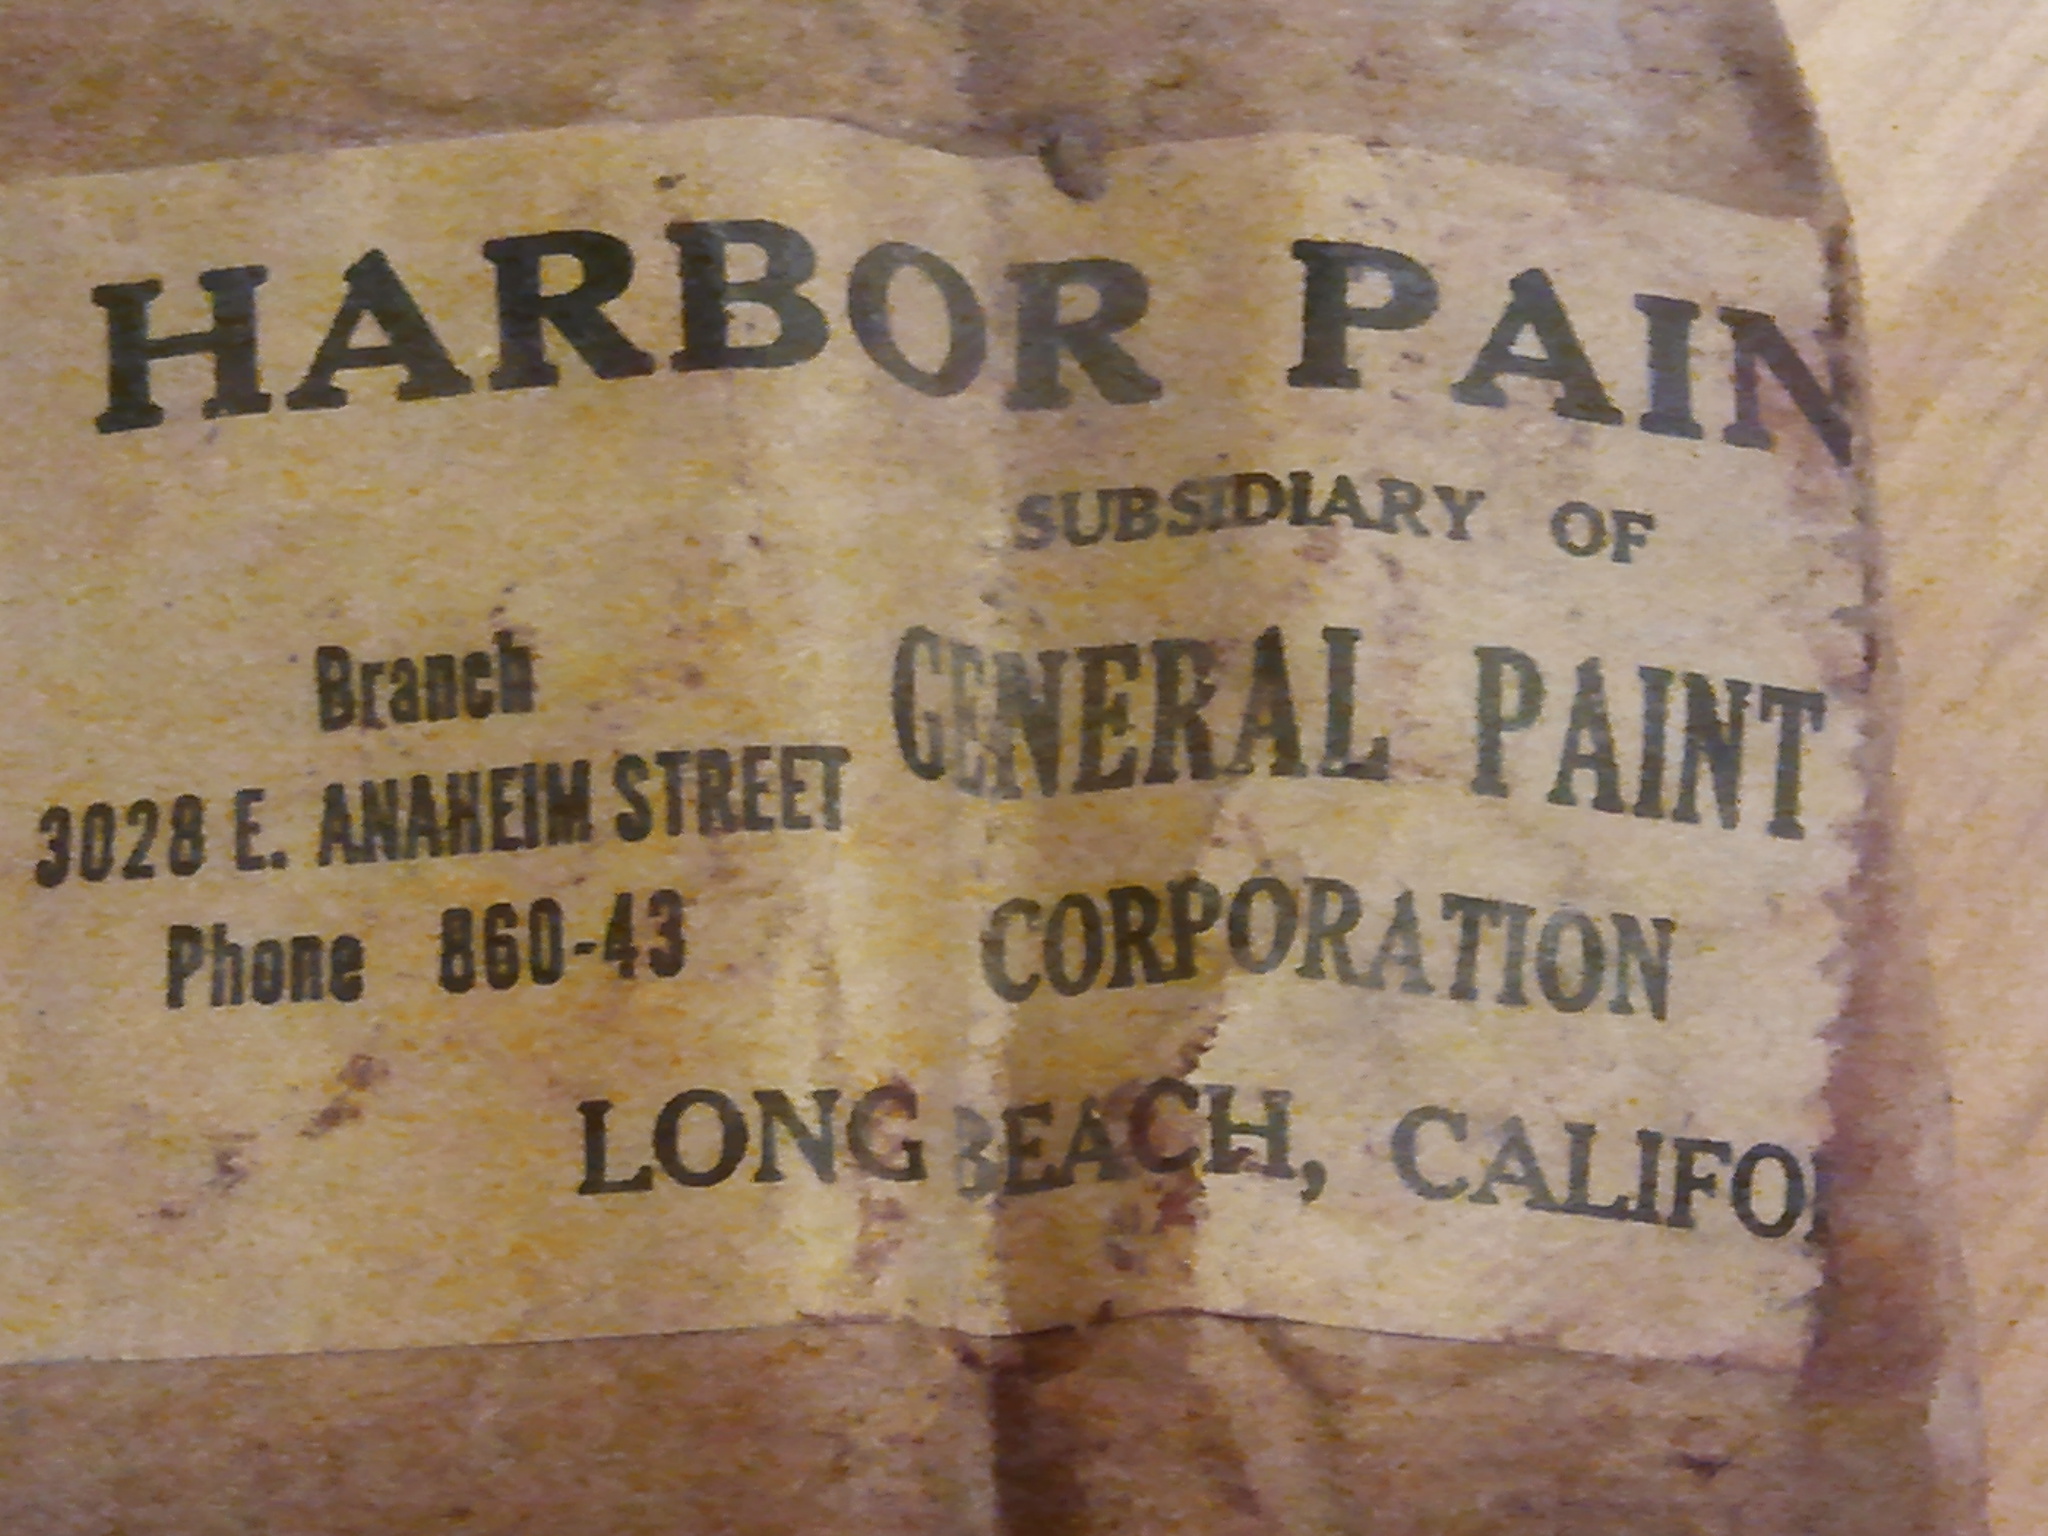 HARBOR PAIN
SUBSIDIARY OF
GENERAL PAINT
CORPORATION
Branch
3028 E. ANAHEIM STREET
Phone 860-43
LONG BEACH, CALIFO